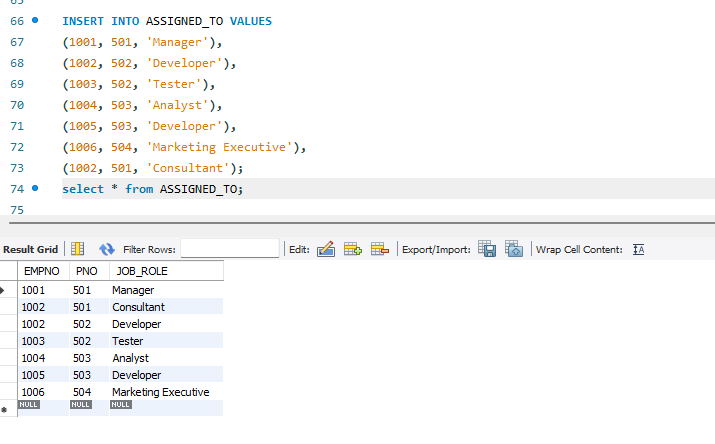 66 INSERT INTO ASSIGNED_TO VALUES
67 (1001, 501, 'Manager'),
68 (1002, 502, 'Developer'),
69 (1003, 502, 'Tester'),
70 (1004, 503, 'Analyst'),
71 (1005, 503, 'Developer'),
72 (1006, 504, 'Marketing Executive'),
73 (1002, 501, 'Consultant');
74 select * from ASSIGNED_TO;
75
Result Grid Filter Rows: Edit: Export/Import: Wrap Cell Content: IA
EMPNO PNO JOB_ROLE
1001 501 Manager
1002 501 Consultant
1002 502 Developer
1003 502 Tester
1004 503 Analyst
1005 503 Developer
1006 504 Marketing Executive
* NULL NULL NULL